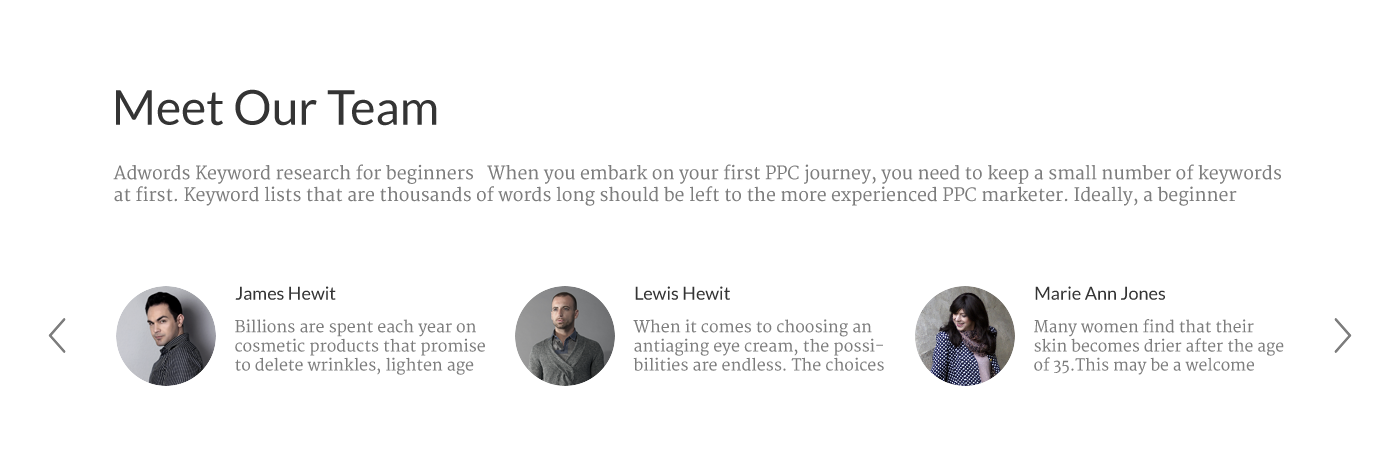 Meet Our Team
Adwords Keyword research for beginners   When you embark on your first PPC journey, you need to keep a small number of keywords
at first. Keyword lists that are thousands of words long should be left to the more experienced PPC marketer. Ideally, a beginner
James Hewit
Billions are spent each year on
cosmetic products that promise
to delete wrinkles, lighten age
Lewis Hewit
When it comes to choosing an
antiaging eye cream, the possi-
bilities are endless. The choices
Marie Ann Jones
Many women find that their
skin becomes drier after the age
of 35.This may be a welcome